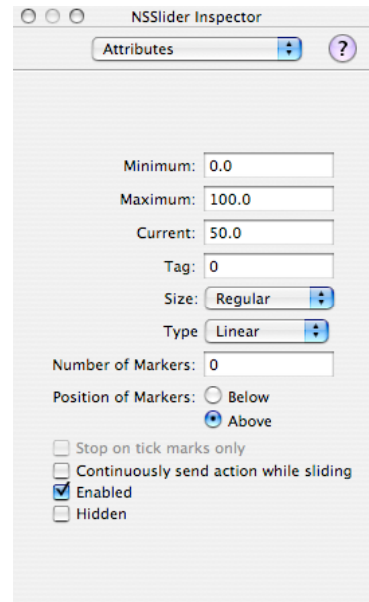 NSSlider Inspector
Attributes
?
Minimum: 0.0
Maximum: 100.0
Current: 50.0
Tag: 0
Size: Regular
Type Linear
Number of Markers: 0
Position of Markers: Below
Above
Stop on tick marks only
Continuously send action while sliding
Enabled
Hidden